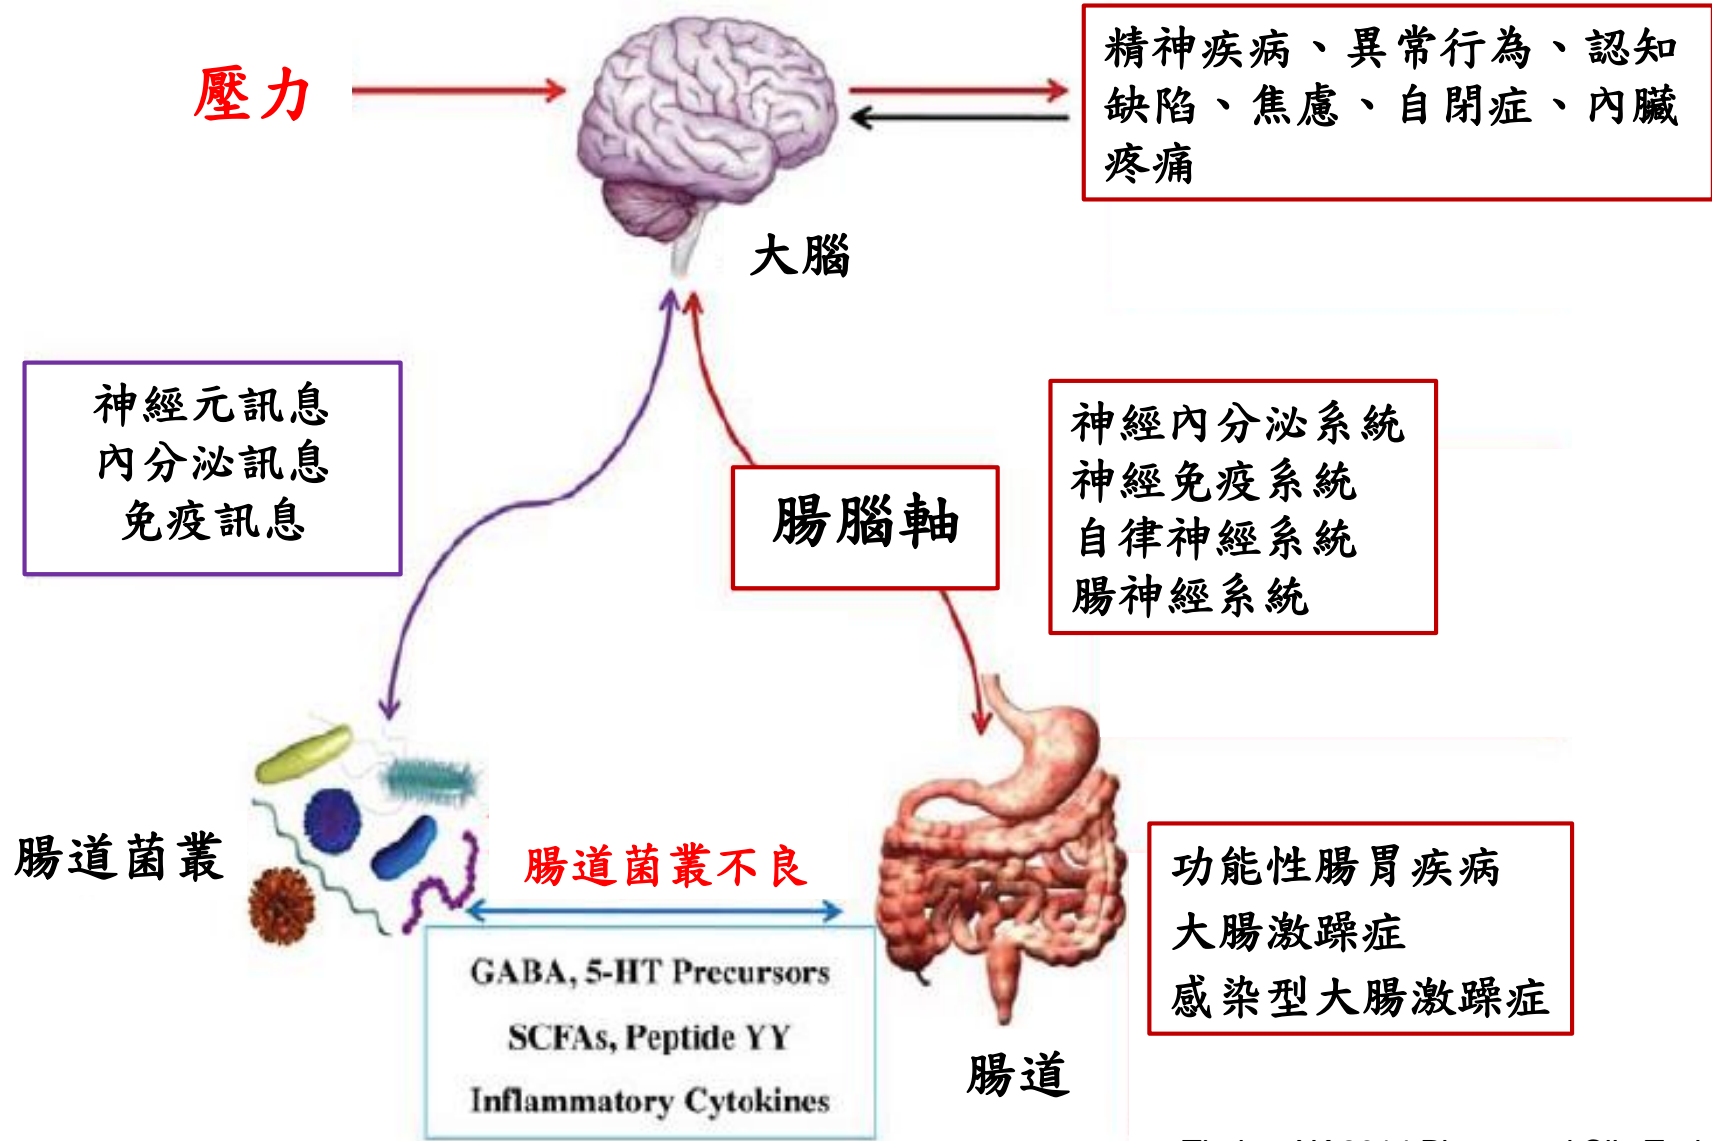 壓力
精神疾病、異常行為、認知
缺陷、焦慮、自閉症、內臟
疼痛
大腦
神經元訊息
內分泌訊息
免疫訊息
腸腦軸
神經內分泌系統
神經免疫系統
自律神經系統
腸神經系統
腸道菌叢
腸道菌叢不良
GABA, 5-HT Precursors
SCFAs, Peptide YY
Inflammatory Cytokines
腸道
功能性腸胃疾病
大腸激躁症
感染型大腸激躁症